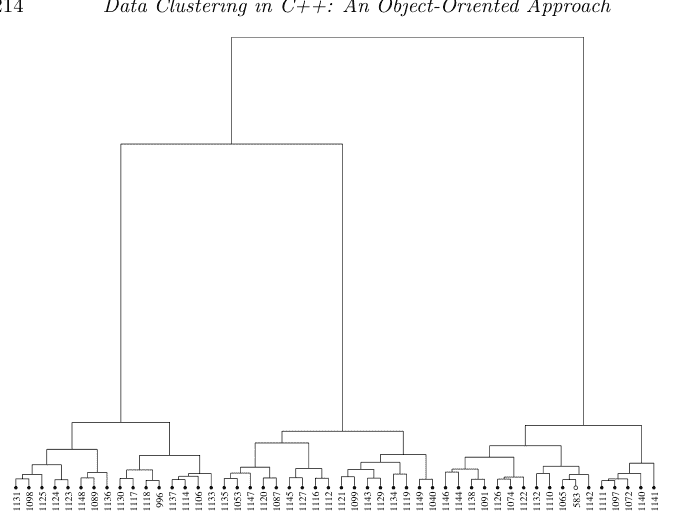 214 Data Clustering in C++: An Object-Oriented Approach
1131 1098 1125 1124 1123 1148 1089 1136 1130 1117 1118 996 1137 1114 1106 1133 1135 1053 1147 1120 1087 1145 1127 1116 1112 1121 1099 1143 1129 1134 1119 1149 1040 1146 1144 1138 1091 1126 1074 1122 1132 1110 1065 583 1142 1111 1097 1072 1140 1141